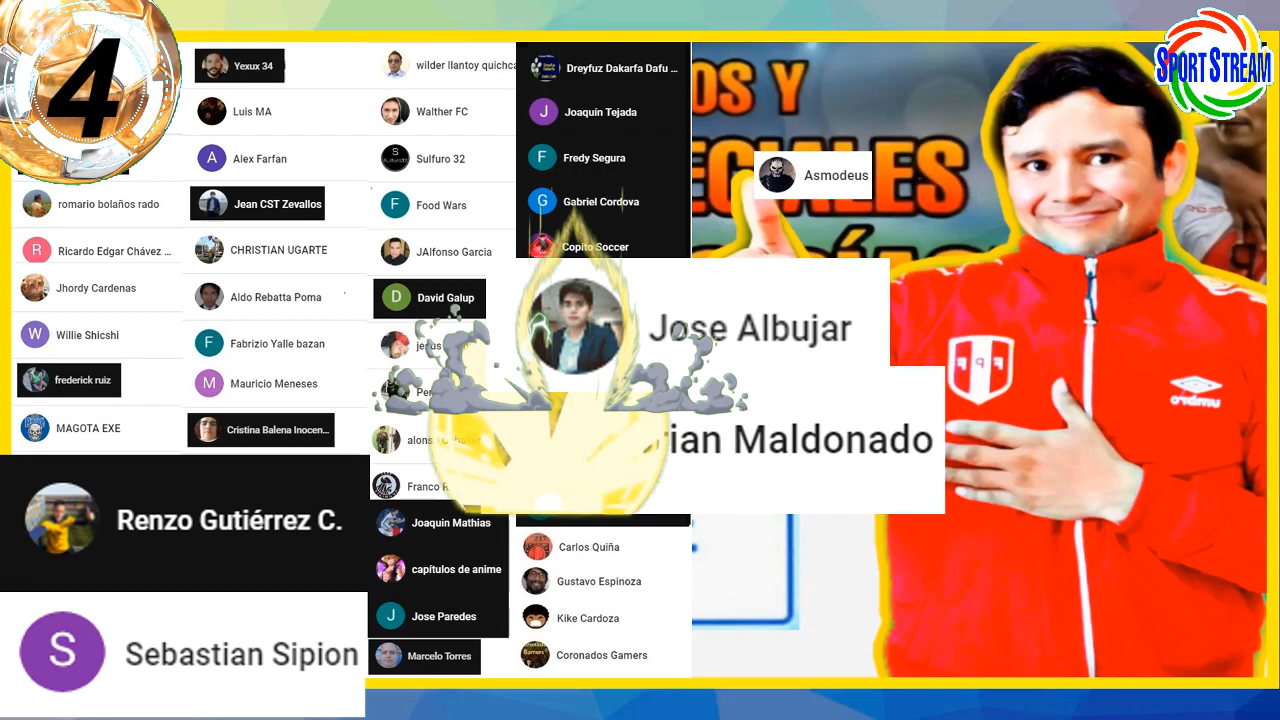 4
SPORT STREAM
romario bolaños rado
Ricardo Edgar Chávez ...
Jhordy Cardenas
W
Willie Shicshi
frederick ruiz
MAGOTA EXE
Yexux 34
Luis MA
A
Alex Farfan
Jean CST Zevallos
CHRISTIAN UGARTE
Aldo Rebatta Poma
F
Fabrizio Yalle bazan
M
Mauricio Meneses
Cristina Balena Inocen...
R
wilder llantoy quichca
Walther FC
Sulfuro 32
F
Food Wars
JAlfonso Garcia
D
David Galup
Franco
Joaquin Mathias
capítulos de anime
J
Jose Paredes
Marcelo Torres
Dreyfuz Dakarfa Dafu ...
J
Joaquín Tejada
F
Fredy Segura
G
Gabriel Cordova
Copito Soccer
Carlos Quiña
Gustavo Espinoza
Kike Cardoza
Coronados Gamers
OS Y
ECIALES
Asmodeus
Jose Albujar
rian Maldonado
Renzo Gutiérrez C.
S
Sebastian Sipion